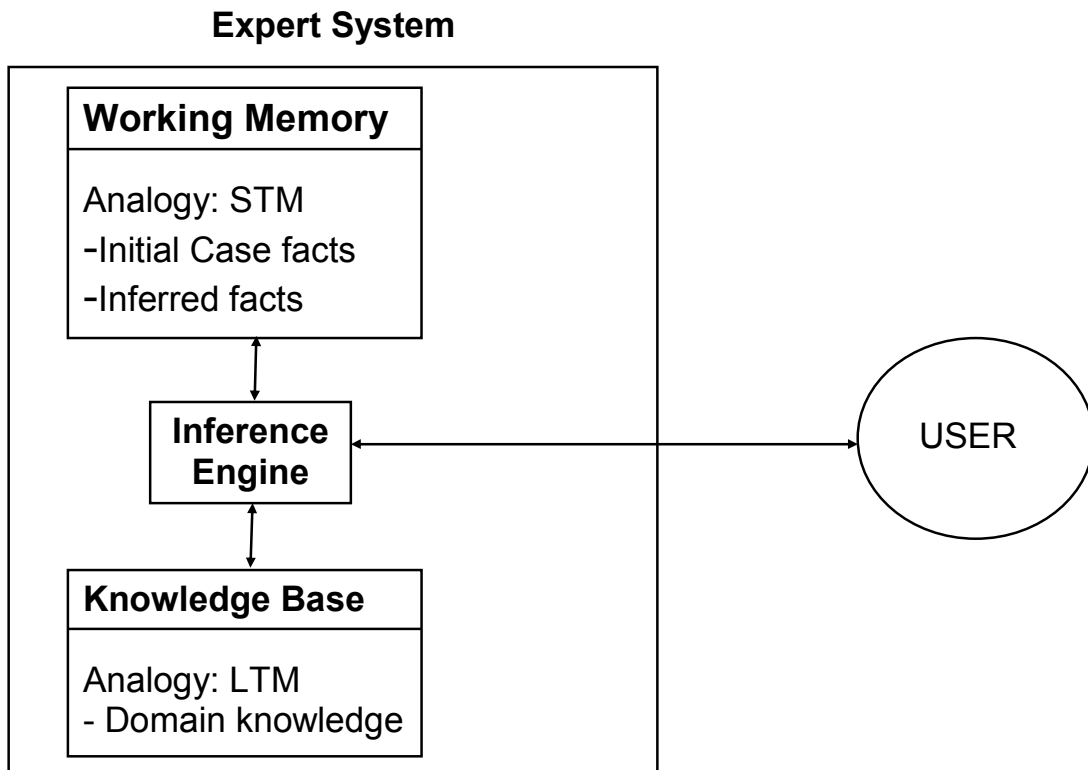 Expert System
Working Memory
Analogy: STM
-Initial Case facts
-Inferred facts
Inference
Engine
USER
Knowledge Base
Analogy: LTM
- Domain knowledge